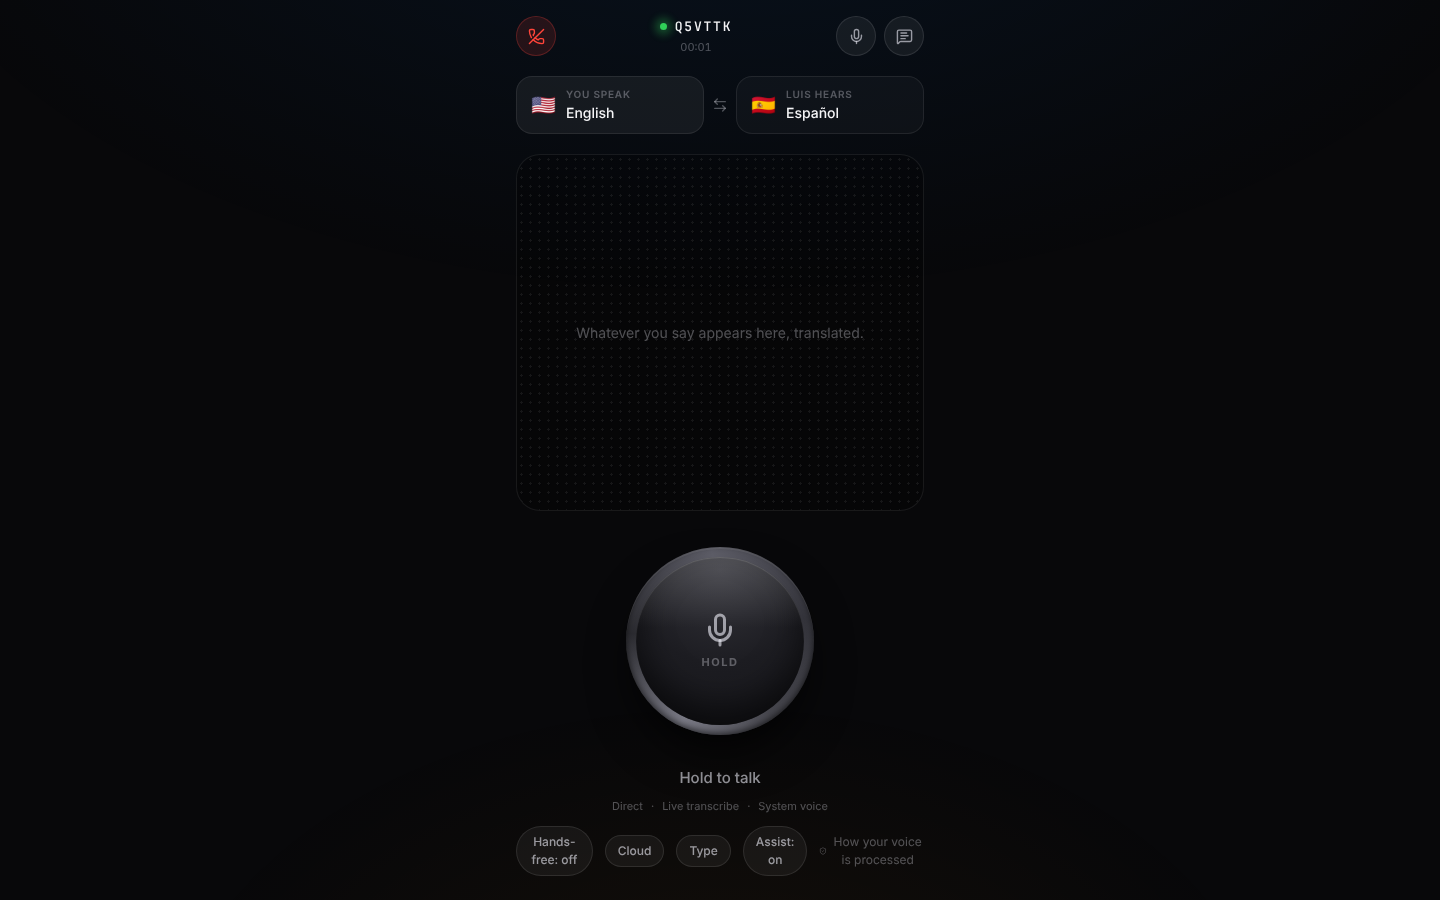 Q5VTTK
00:01
YOU SPEAK
English
LUIS HEARS
Español
Whatever you say appears here, translated.
HOLD
Hold to talk
Direct · Live transcribe · System voice
Hands-
free: off
Cloud
Type
Assist:
on
How your voice
is processed